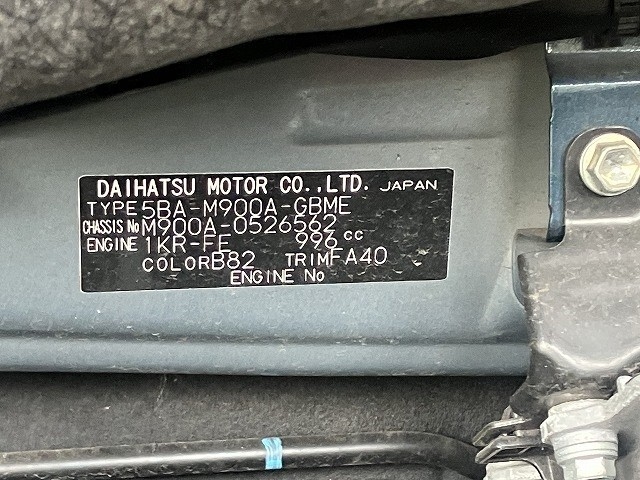 DAIHATSU MOTOR CO.,LTD. JAPAN
TYPE 5BA-M900A-GBME
CHASSIS No M900A-0526562
ENGINE 1KR-FE 996 cc
COLOR B82 TRIM FA40
ENGINE No